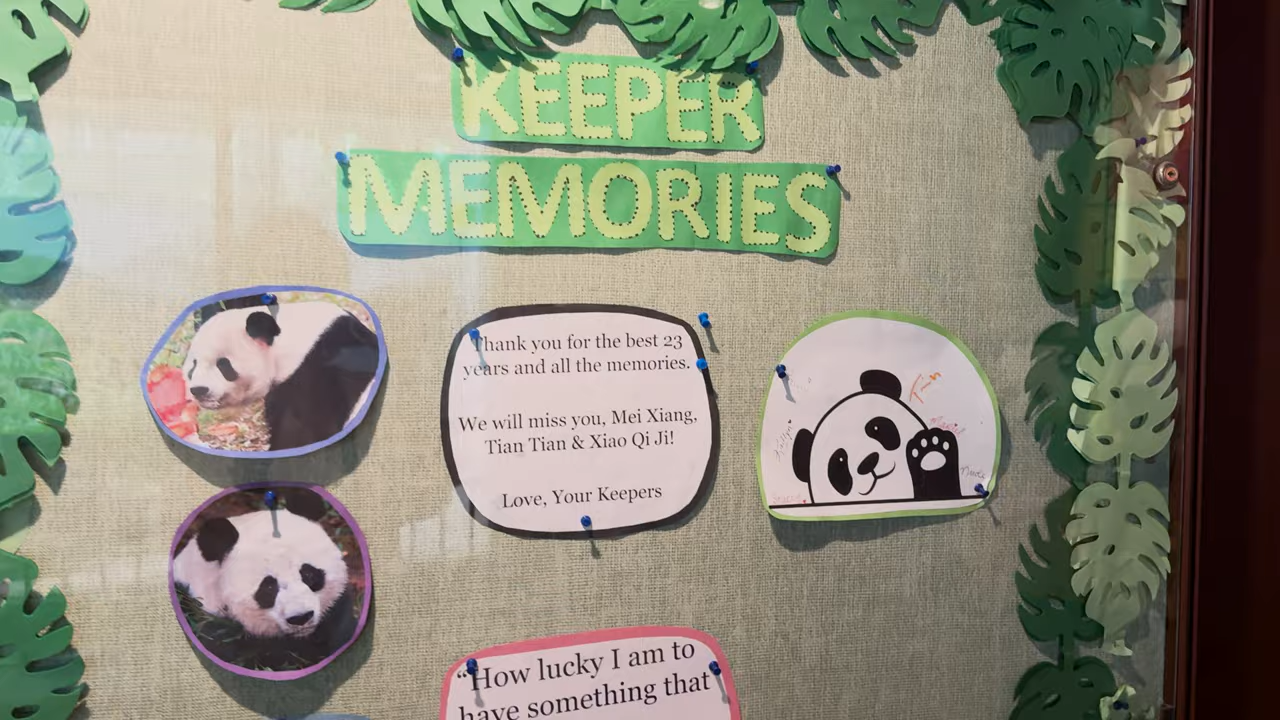 KEEPER
MEMORIES
Thank you for the best 23
years and all the memories.
We will miss you, Mei Xiang,
Tian Tian & Xiao Qi Ji!
Love, Your Keepers
Tin
"How lucky I am to
have something that